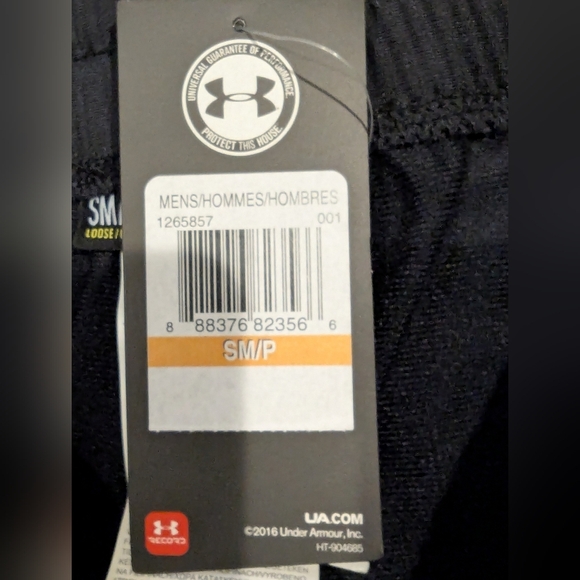 UNIVERSAL GUARANTEE OF PERFORMANCE
PROTECT THIS HOUSE
MENS/HOMMES/HOMBRES
1265857 001
8 88376 82356 6
SM/P
SM/
LOOSE/
RECORD
UA.COM
©2016 Under Armour, Inc.
HT-904685